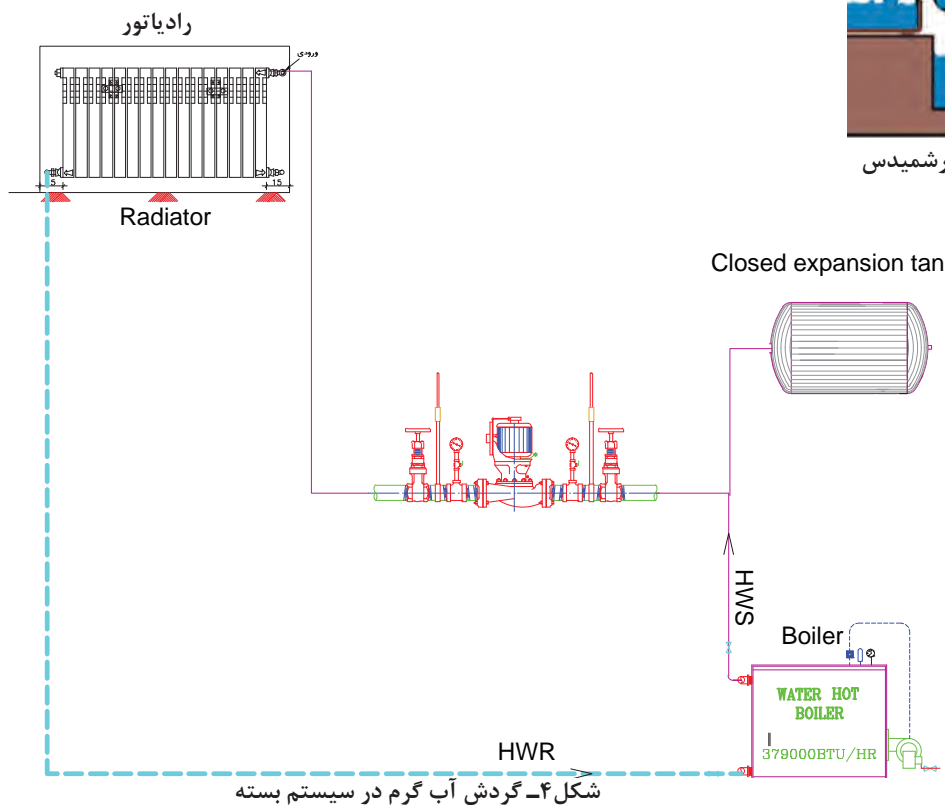 رادیاتور
ورودی
5
15
Radiator
رشمیدس
Closed expansion tan
HWS
Boiler
WATER HOT
BOILER
379000BTU/HR
HWR
شکل۴ـ گردش آب گرم در سیستم بسته